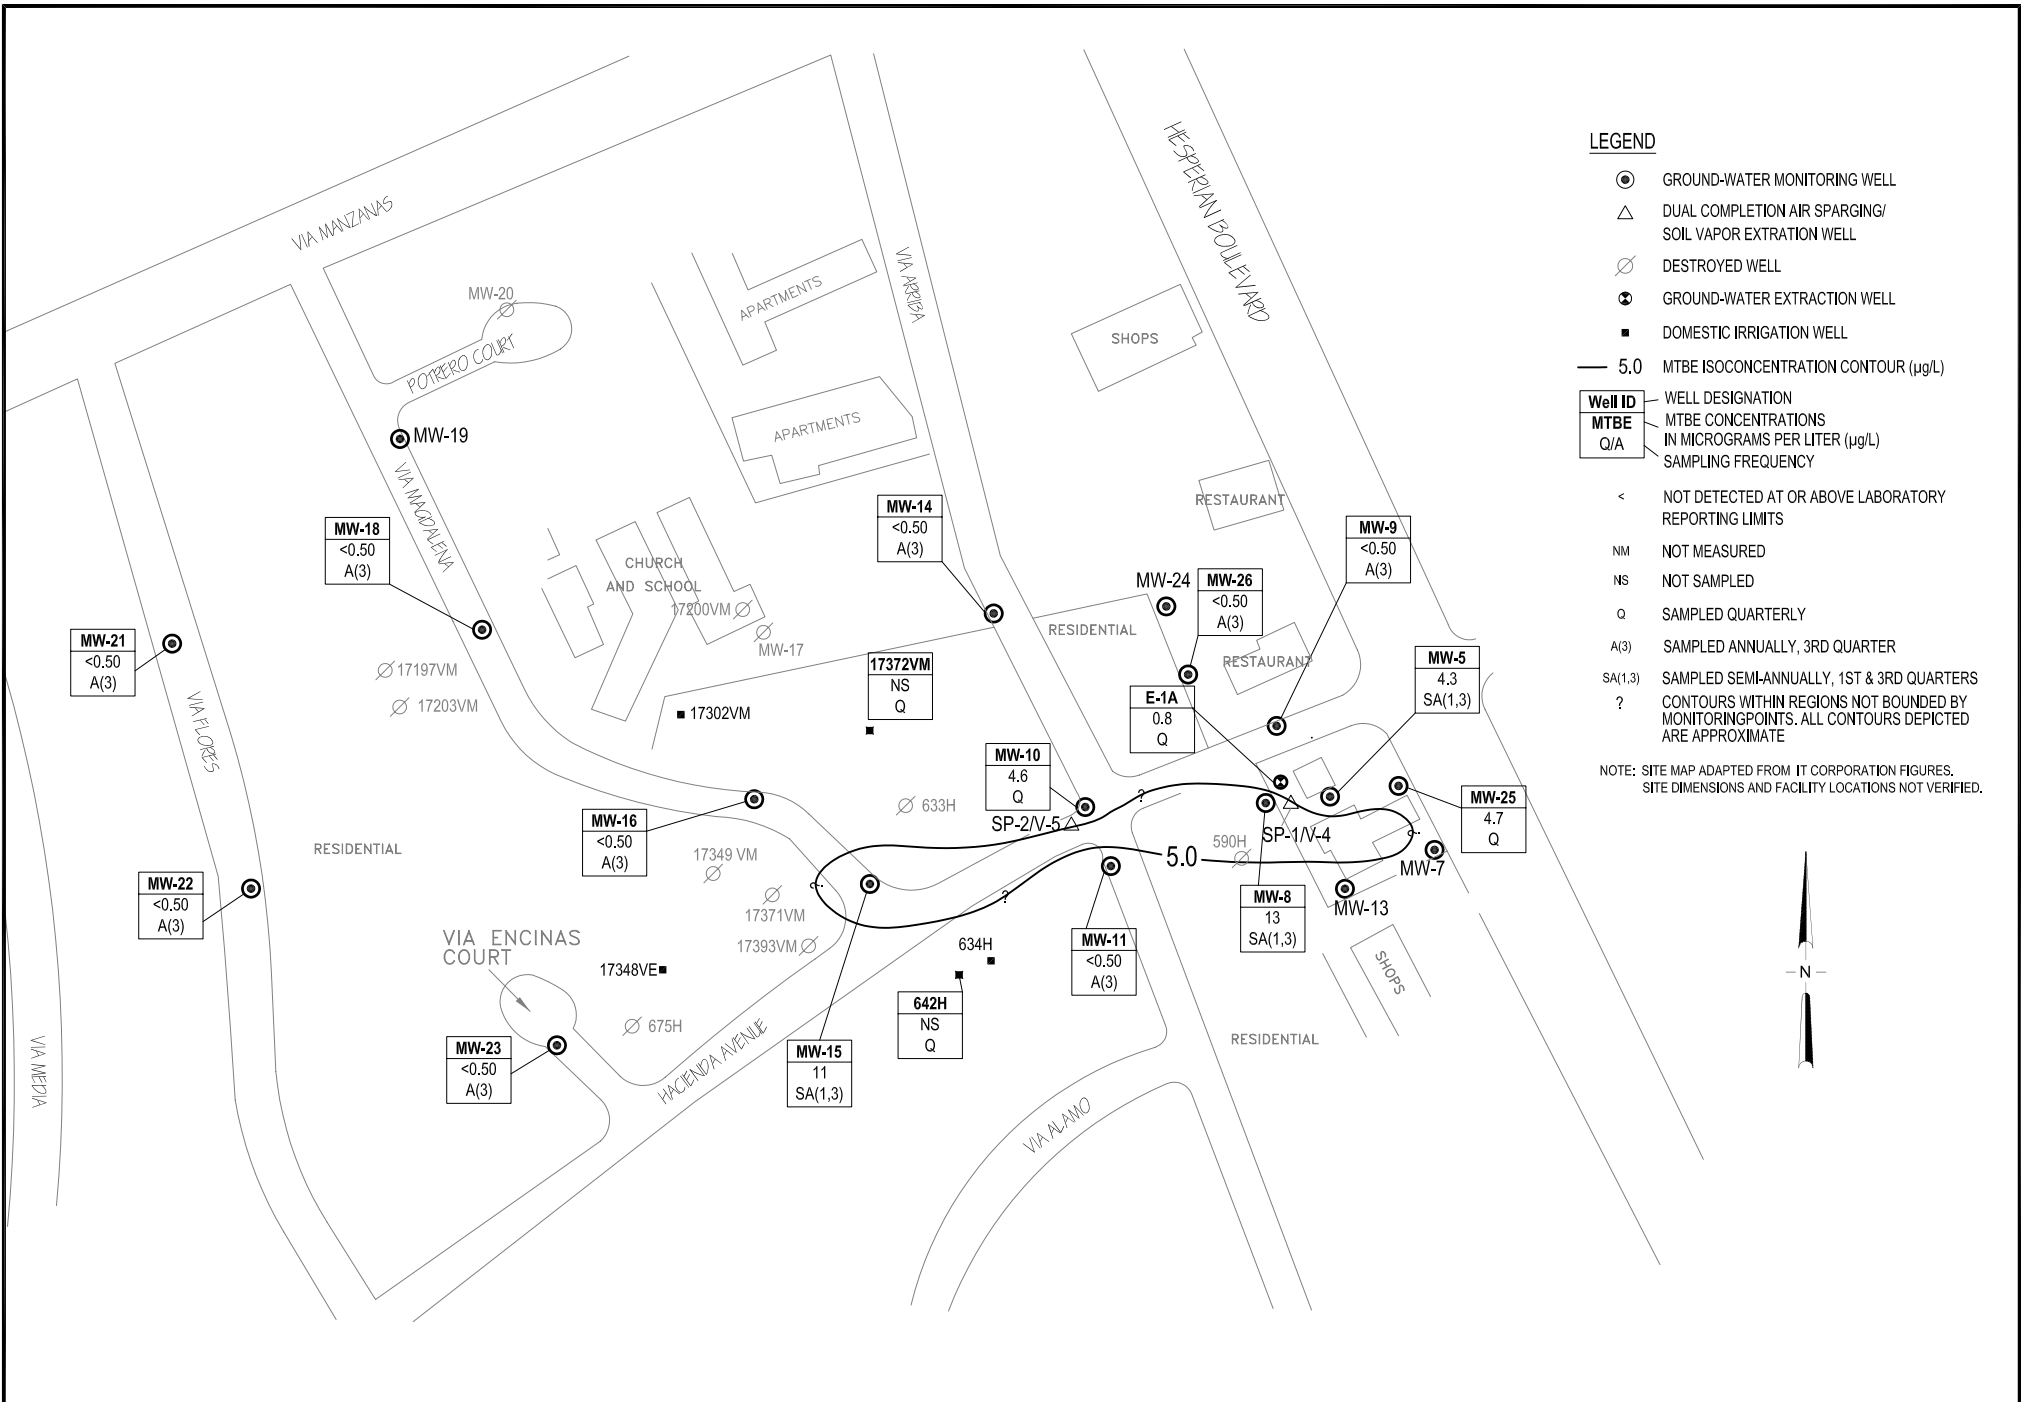 VIA MANZANAS
HESPERIAN BOULEVARD
VIA ARRIBA
MW-20
POTRERO COURT
APARTMENTS
SHOPS
APARTMENTS
MW-19
VIA MAGDALENA
RESTAURANT
MW-18
<0.50
A(3)
MW-14
<0.50
A(3)
MW-9
<0.50
A(3)
CHURCH
AND SCHOOL
17200VM
MW-17
MW-24
MW-26
<0.50
A(3)
RESIDENTIAL
RESTAURANT
MW-21
<0.50
A(3)
17197VM
17203VM
VIA FLORES
17302VM
17372VM
NS
Q
E-1A
0.8
Q
MW-5
4.3
SA(1,3)
MW-10
4.6
Q
SP-2/V-5
633H
?
MW-25
4.7
Q
MW-16
<0.50
A(3)
RESIDENTIAL
17349 VM
17371VM
17393VM
?
5.0
590H
SP-1/V-4
?
MW-7
MW-13
?
MW-22
<0.50
A(3)
MW-8
13
SA(1,3)
MW-11
<0.50
A(3)
SHOPS
VIA ENCINAS
COURT
17348VE
634H
642H
NS
Q
675H
HACIENDA AVENUE
RESIDENTIAL
MW-23
<0.50
A(3)
MW-15
11
SA(1,3)
VIA MEDIA
VIA ALAMO
LEGEND
GROUND-WATER MONITORING WELL
DUAL COMPLETION AIR SPARGING/
SOIL VAPOR EXTRATION WELL
DESTROYED WELL
GROUND-WATER EXTRACTION WELL
DOMESTIC IRRIGATION WELL
5.0 MTBE ISOCONCENTRATION CONTOUR (µg/L)
Well ID WELL DESIGNATION
MTBE MTBE CONCENTRATIONS
IN MICROGRAMS PER LITER (µg/L)
Q/A SAMPLING FREQUENCY
< NOT DETECTED AT OR ABOVE LABORATORY
REPORTING LIMITS
NM NOT MEASURED
NS NOT SAMPLED
Q SAMPLED QUARTERLY
A(3) SAMPLED ANNUALLY, 3RD QUARTER
SA(1,3) SAMPLED SEMI-ANNUALLY, 1ST & 3RD QUARTERS
? CONTOURS WITHIN REGIONS NOT BOUNDED BY
MONITORINGPOINTS. ALL CONTOURS DEPICTED
ARE APPROXIMATE
NOTE: SITE MAP ADAPTED FROM IT CORPORATION FIGURES.
SITE DIMENSIONS AND FACILITY LOCATIONS NOT VERIFIED.
N